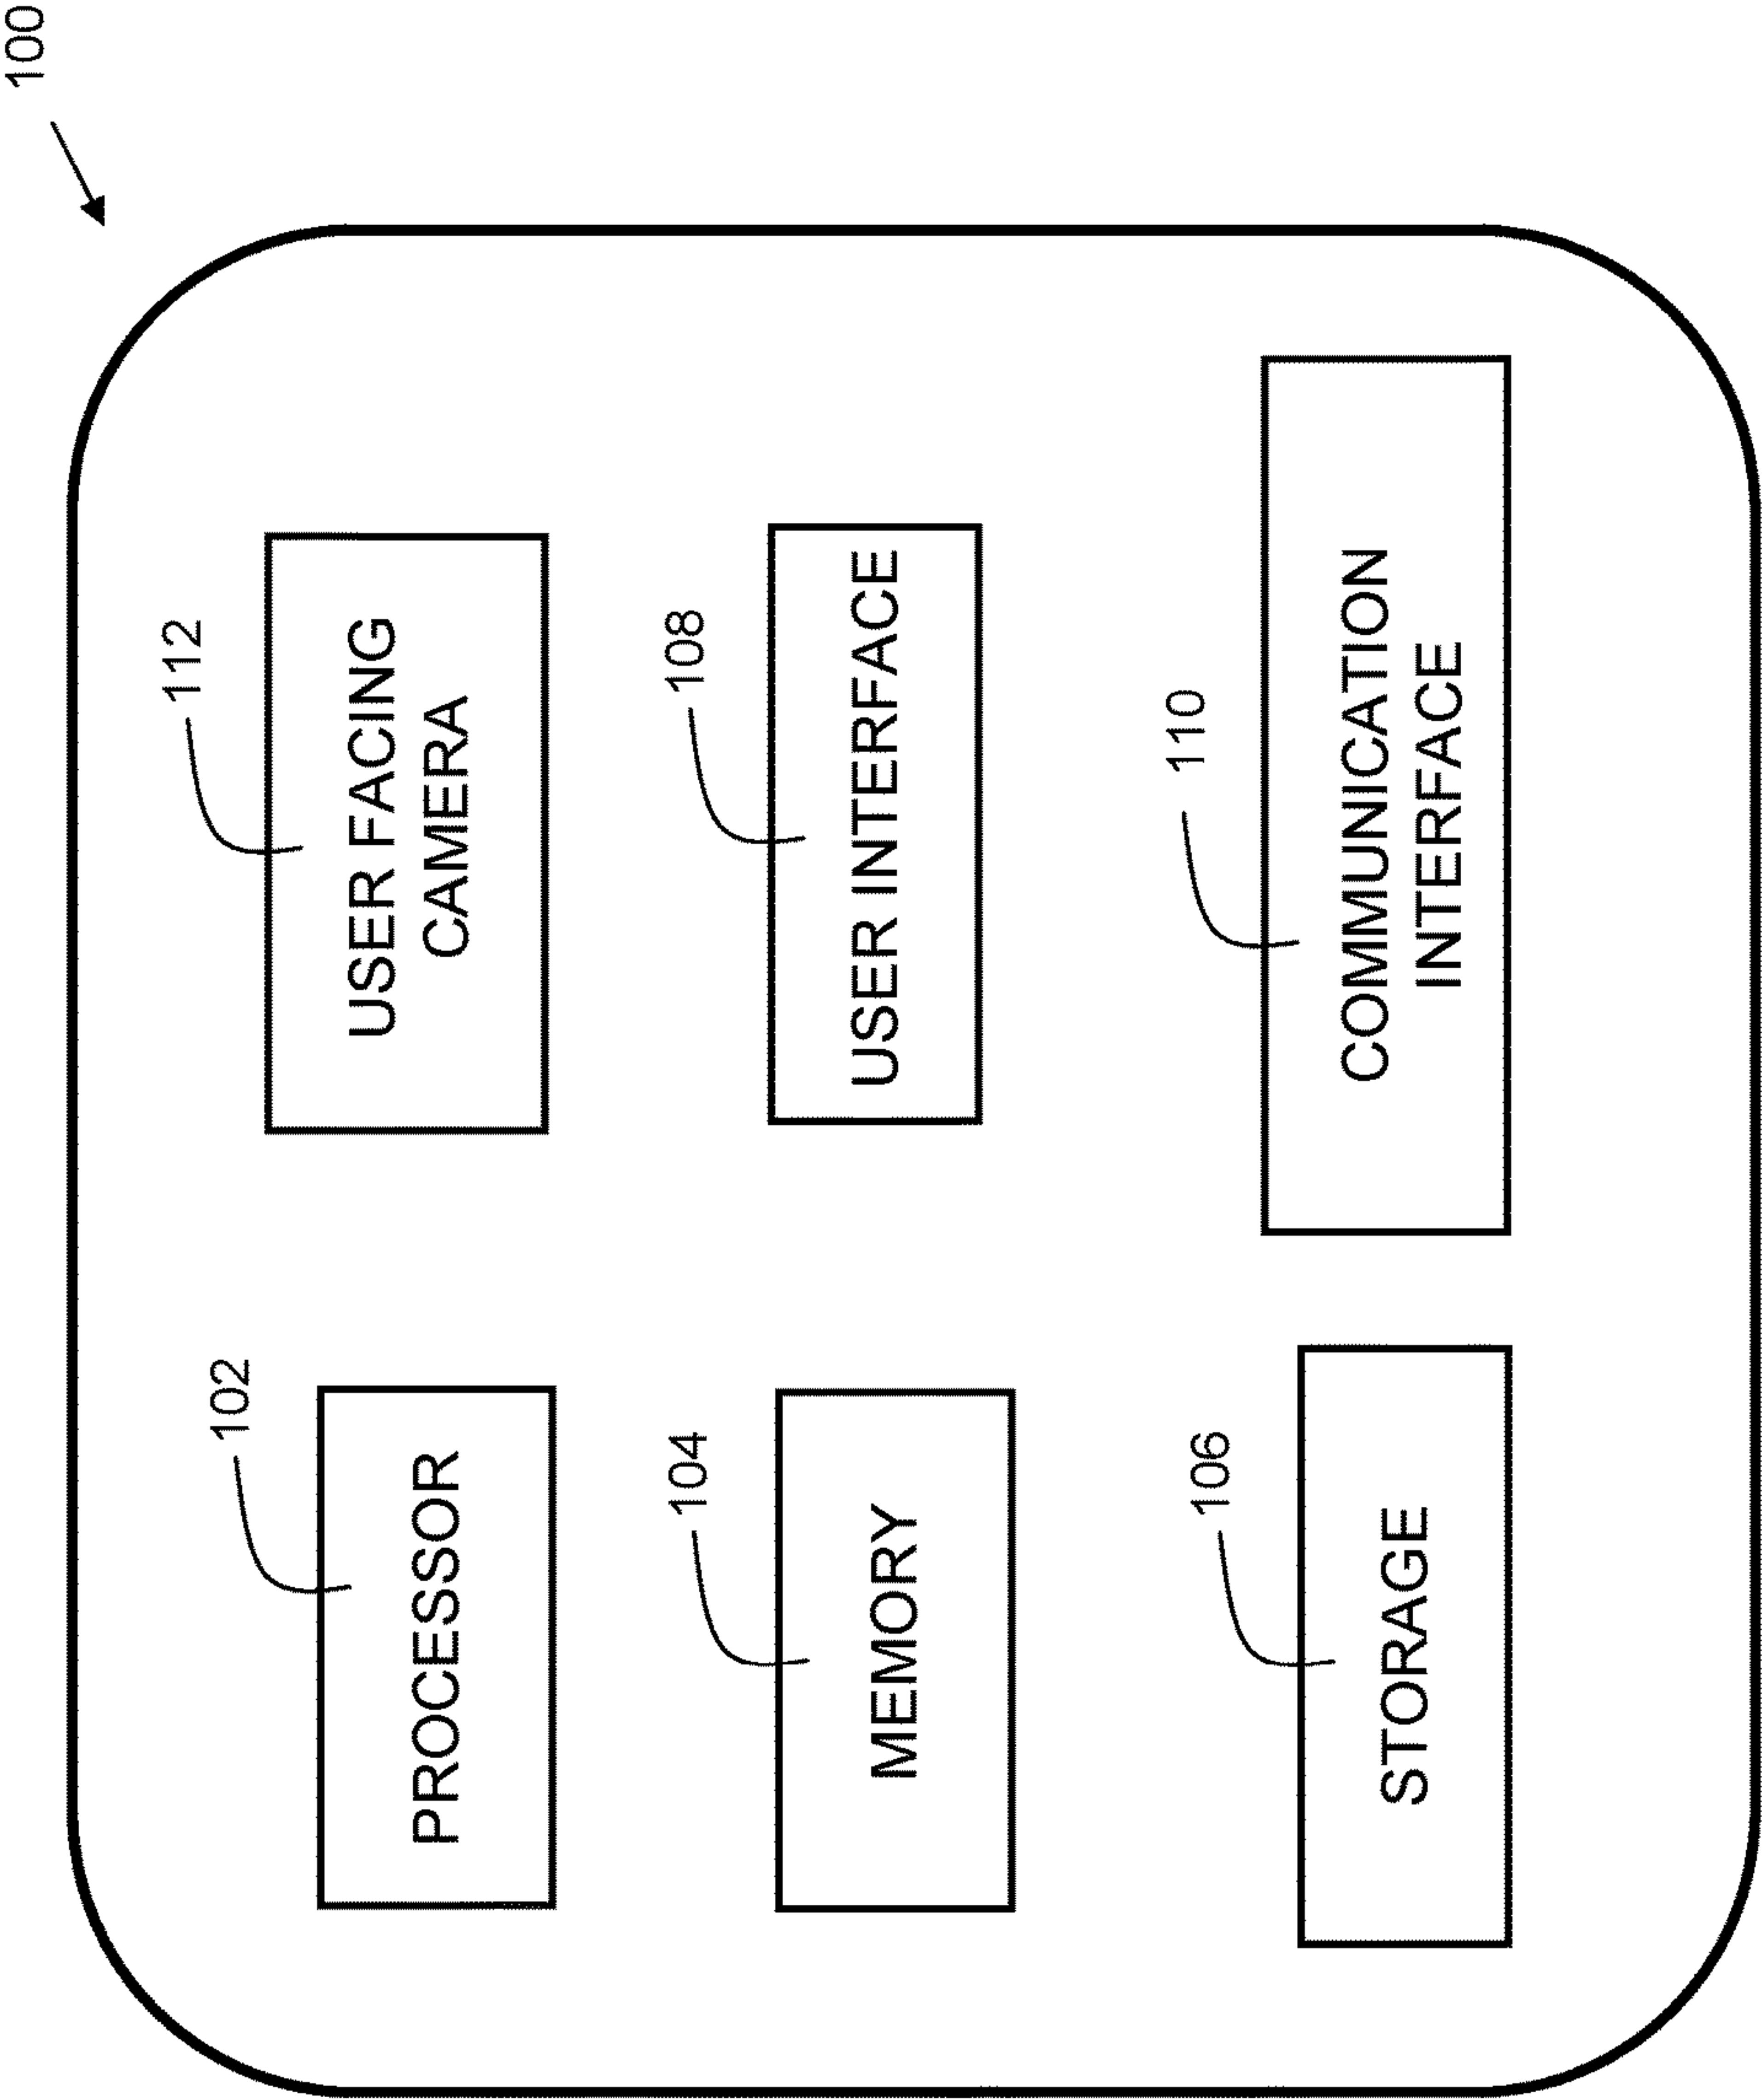 100
102
PROCESSOR
112
USER FACING
CAMERA
104
MEMORY
108
USER INTERFACE
106
STORAGE
110
COMMUNICATION
INTERFACE